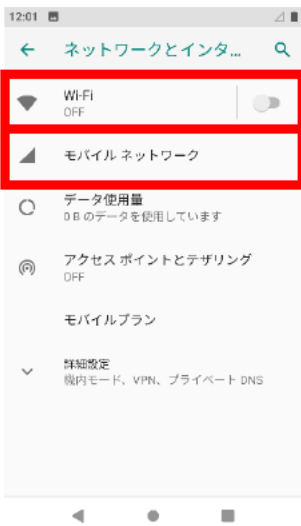 12:01
ネットワークとインタ...
Wi-Fi
OFF
モバイル ネットワーク
データ使用量
0 B のデータを使用しています
アクセス ポイントとテザリング
OFF
モバイルプラン
詳細設定
機内モード、VPN、プライベート DNS